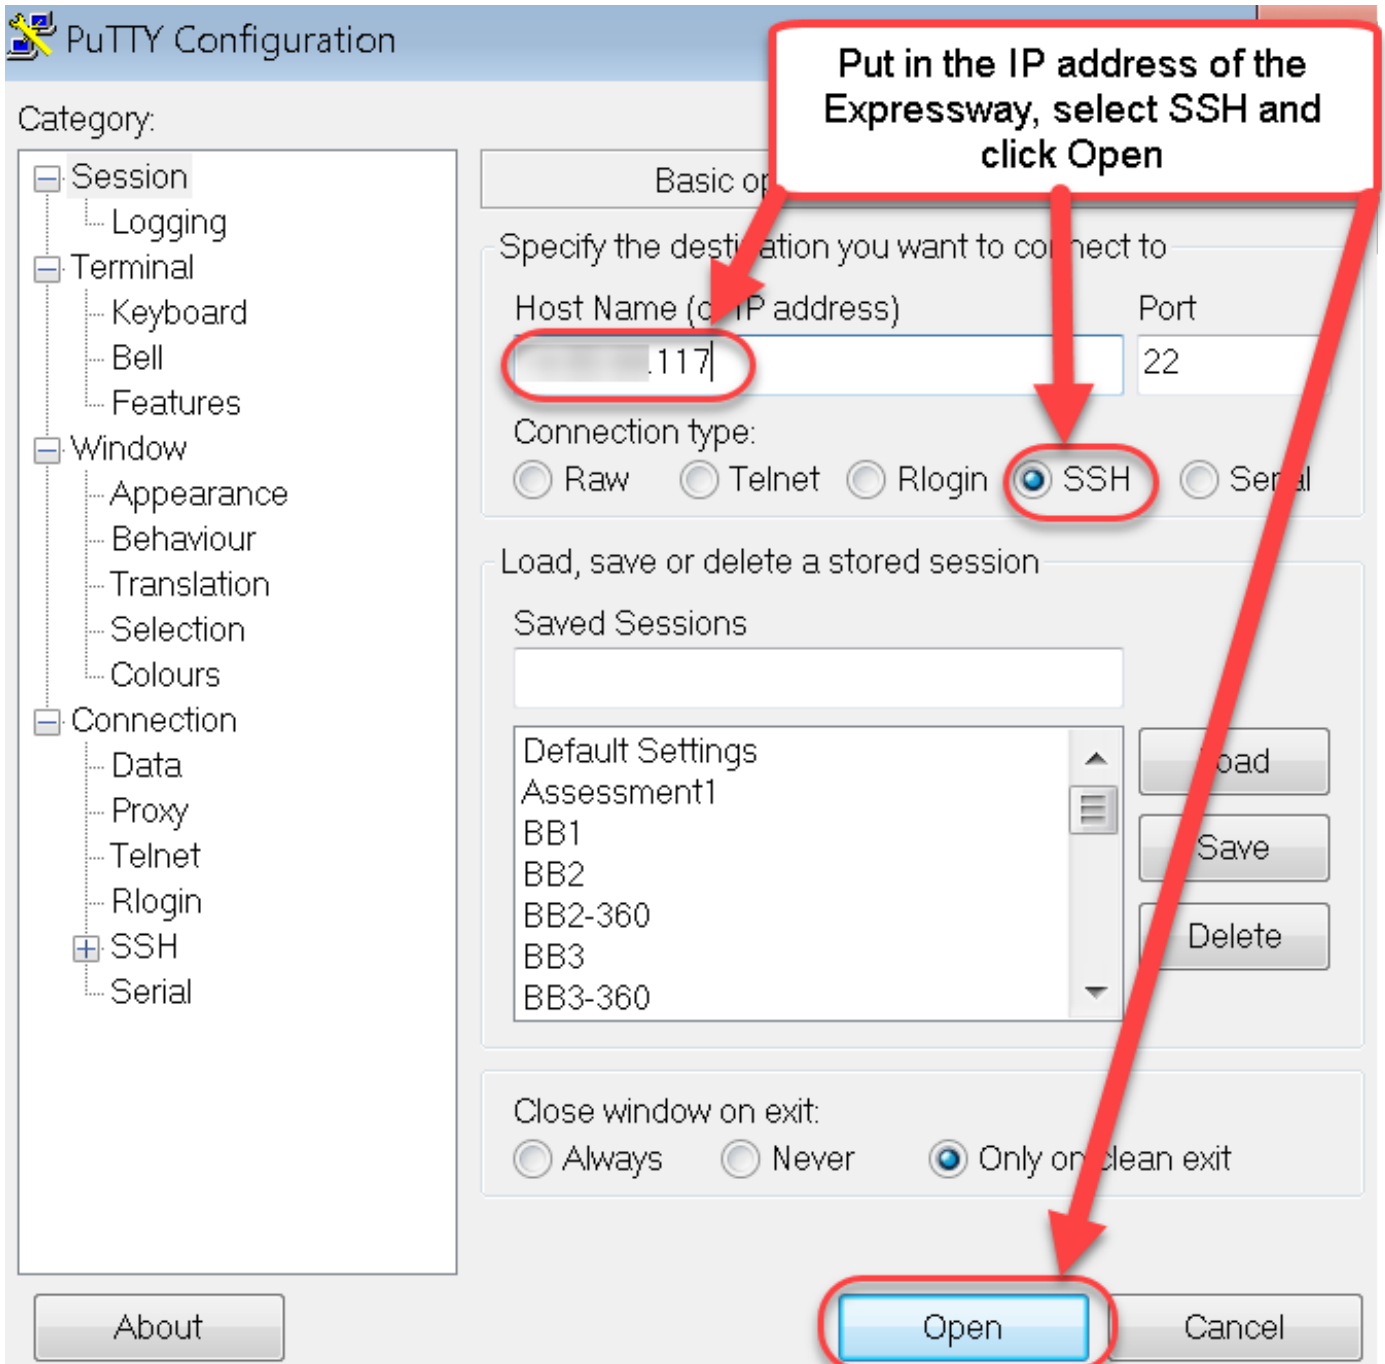 PuTTY Configuration
Put in the IP address of the
Expressway, select SSH and
click Open
Category:
Session
Logging
Terminal
Keyboard
Bell
Features
Window
Appearance
Behaviour
Translation
Selection
Colours
Connection
Data
Proxy
Telnet
Rlogin
SSH
Serial
Basic
Specify the destination you want to connect to
Host Name (or IP address)
Port
.117
22
Connection type:
Raw Telnet Rlogin SSH Serial
Load, save or delete a stored session
Saved Sessions
Default Settings
Assessment1
BB1
BB2
BB2-360
BB3
BB3-360
Load
Save
Delete
Close window on exit:
Always Never Only on clean exit
About
Open
Cancel